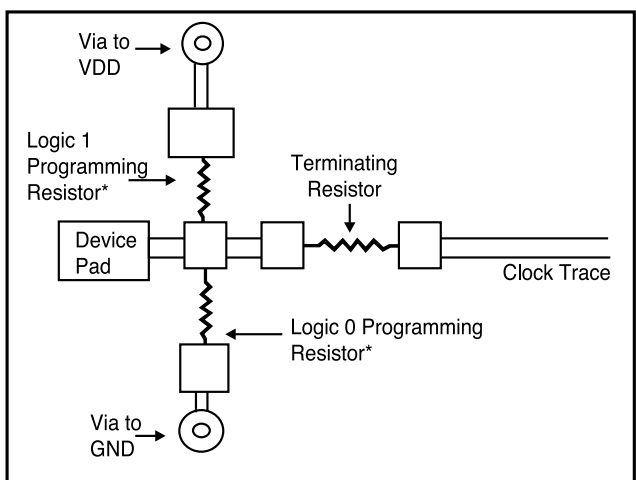 Via to
VDD
Logic 1
Programming
Resistor*
Terminating
Resistor
Device
Pad
Clock Trace
Logic 0 Programming
Resistor*
Via to
GND